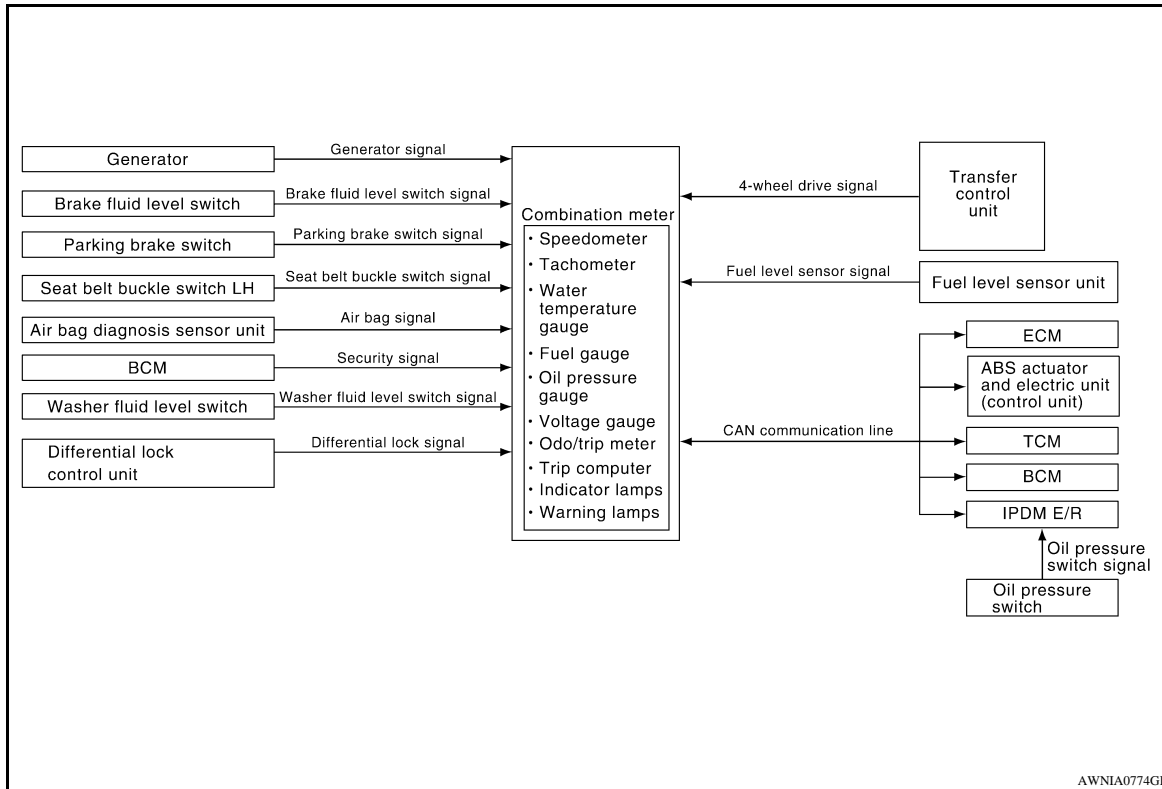 Generator
Generator signal
Brake fluid level switch
Brake fluid level switch signal
Parking brake switch
Parking brake switch signal
Seat belt buckle switch LH
Seat belt buckle switch signal
Air bag diagnosis sensor unit
Air bag signal
BCM
Security signal
Washer fluid level switch
Washer fluid level switch signal
Differential lock
control unit
Differential lock signal
Combination meter
· Speedometer
· Tachometer
· Water
temperature
gauge
· Fuel gauge
· Oil pressure
gauge
· Voltage gauge
· Odo/trip meter
· Trip computer
· Indicator lamps
· Warning lamps
4-wheel drive signal
Transfer
control
unit
Fuel level sensor signal
Fuel level sensor unit
CAN communication line
ECM
ABS actuator
and electric unit
(control unit)
TCM
BCM
IPDM E/R
Oil pressure
switch signal
Oil pressure
switch